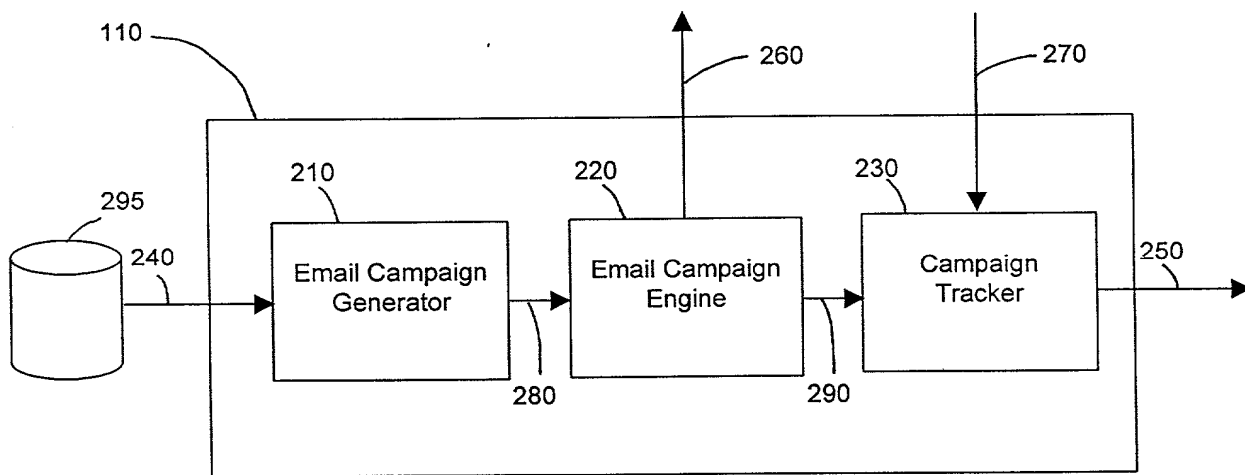 110
260
270
210
220
230
295
240
250
Email Campaign
Generator
Email Campaign
Engine
Campaign
Tracker
280
290